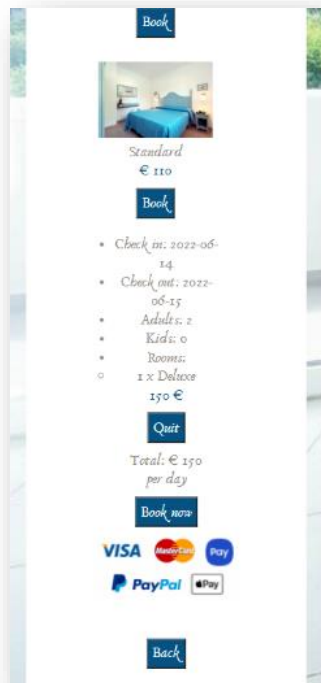 Book
Standard
€ 110
Book
Check in: 2022-06-
14
Check out: 2022-
06-15
Adults: 2
Kids: 0
Rooms:
1 x Deluxe
150 €
Quit
Total: € 150
per day
Book now
VISA MasterCard Pay
PayPal Pay
Back